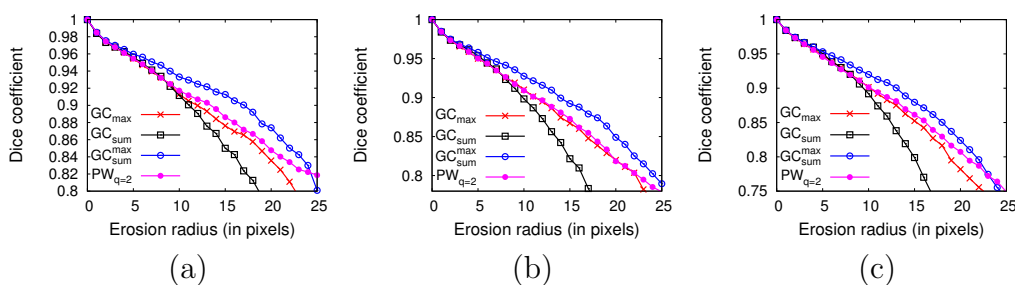 Dice coefficient
1
0.98
0.96
0.94
0.92
0.9
0.88
0.86
0.84
0.82
0.8
GCmax
GCsum
GCmaxsum
PWq=2
0 5 10 15 20 25
Erosion radius (in pixels)
(a)
Dice coefficient
1
0.95
0.9
0.85
0.8
GCmax
GCsum
GCmaxsum
PWq=2
0 5 10 15 20 25
Erosion radius (in pixels)
(b)
Dice coefficient
1
0.95
0.9
0.85
0.8
0.75
GCmax
GCsum
GCmaxsum
PWq=2
0 5 10 15 20 25
Erosion radius (in pixels)
(c)